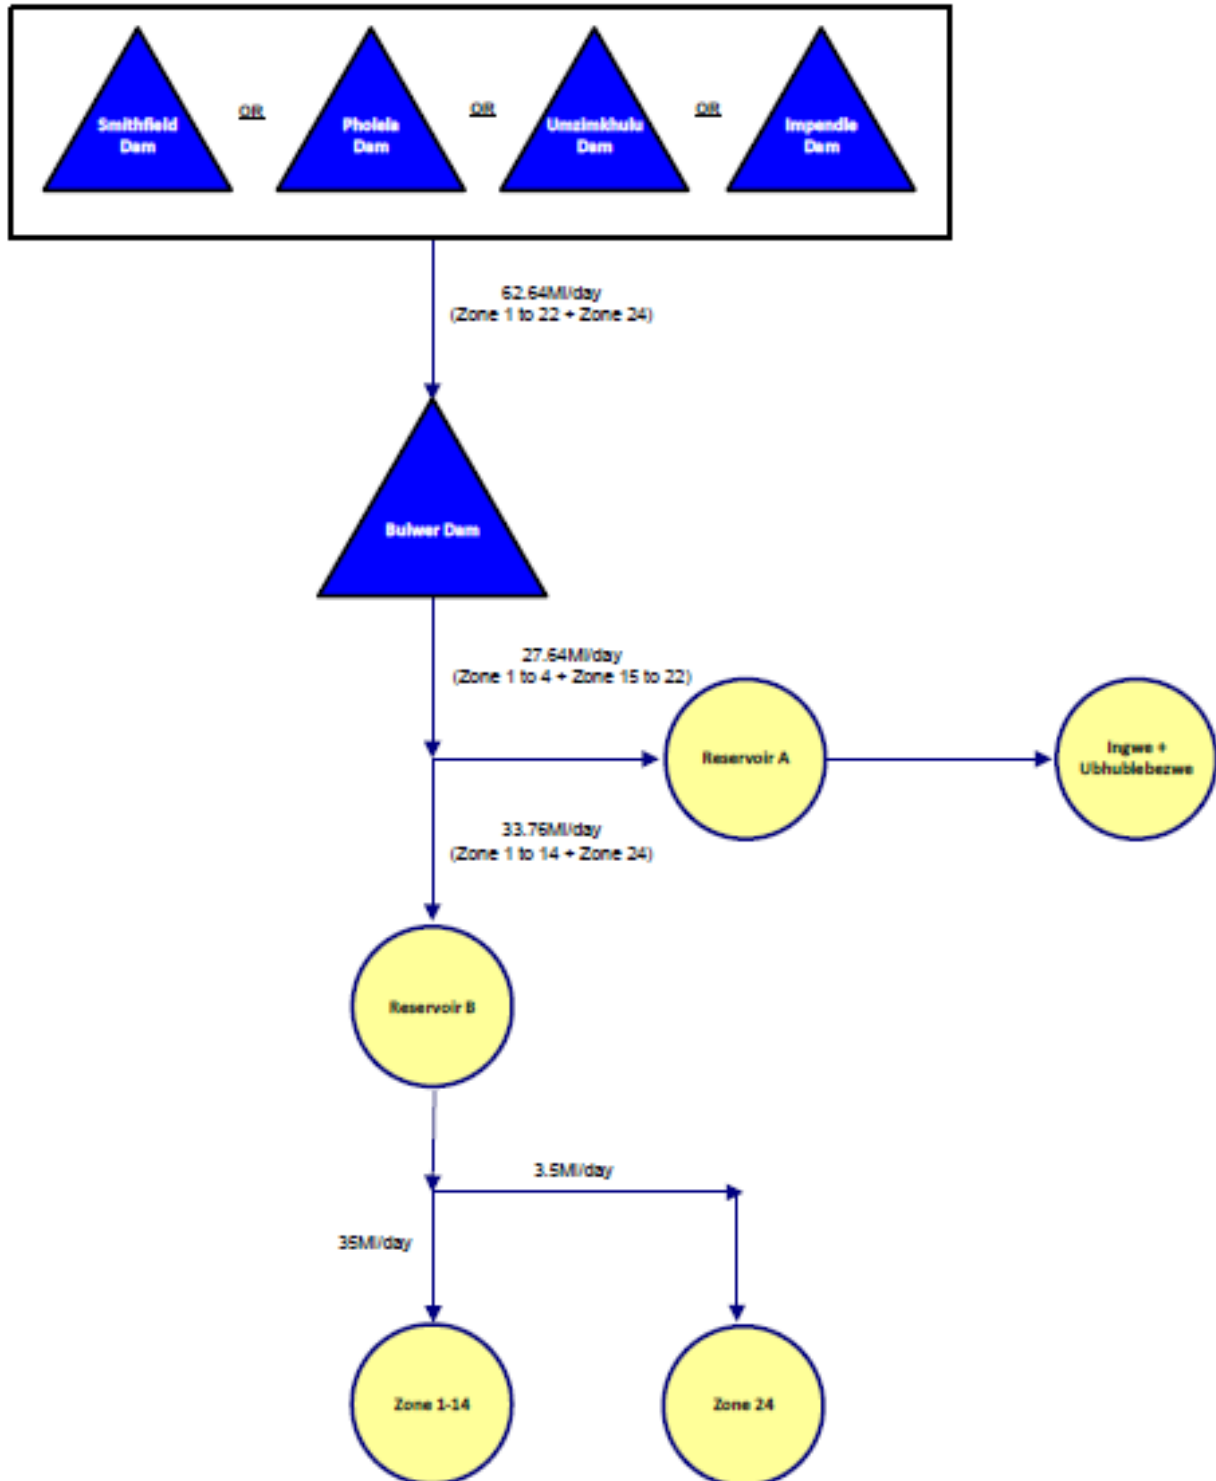 Smithfield
Dam
OR
Pholela
Dam
OR
Umzimkhulu
Dam
OR
Impendle
Dam
62.64Ml/day
(Zone 1 to 22 + Zone 24)
Bulwer Dam
27.64Ml/day
(Zone 1 to 4 + Zone 15 to 22)
Reservoir A
Ingwe +
Ubhublebezwe
33.76Ml/day
(Zone 1 to 14 + Zone 24)
Reservoir B
3.5Ml/day
35Ml/day
Zone 1-14
Zone 24